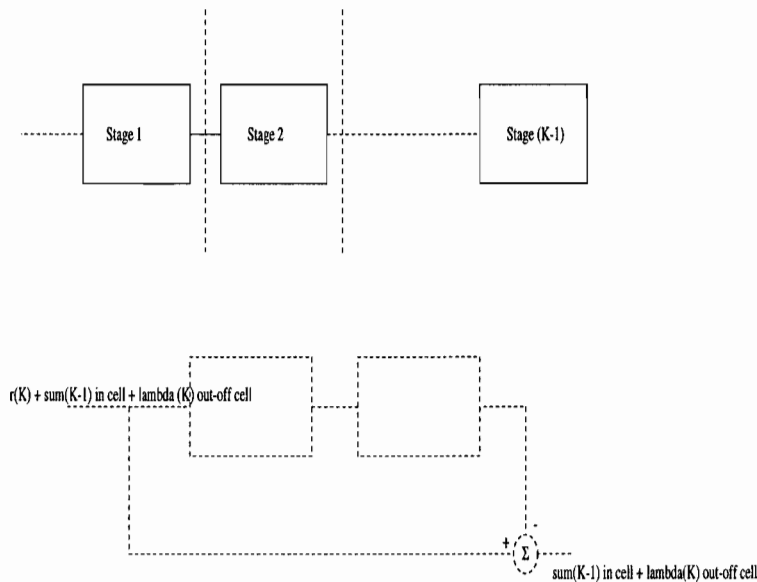 Stage 1
Stage 2
Stage (K-1)
r(K) + sum(K-1) in cell + lambda (K) out-off cell
-
+
Σ
sum(K-1) in cell + lambda(K) out-off cell